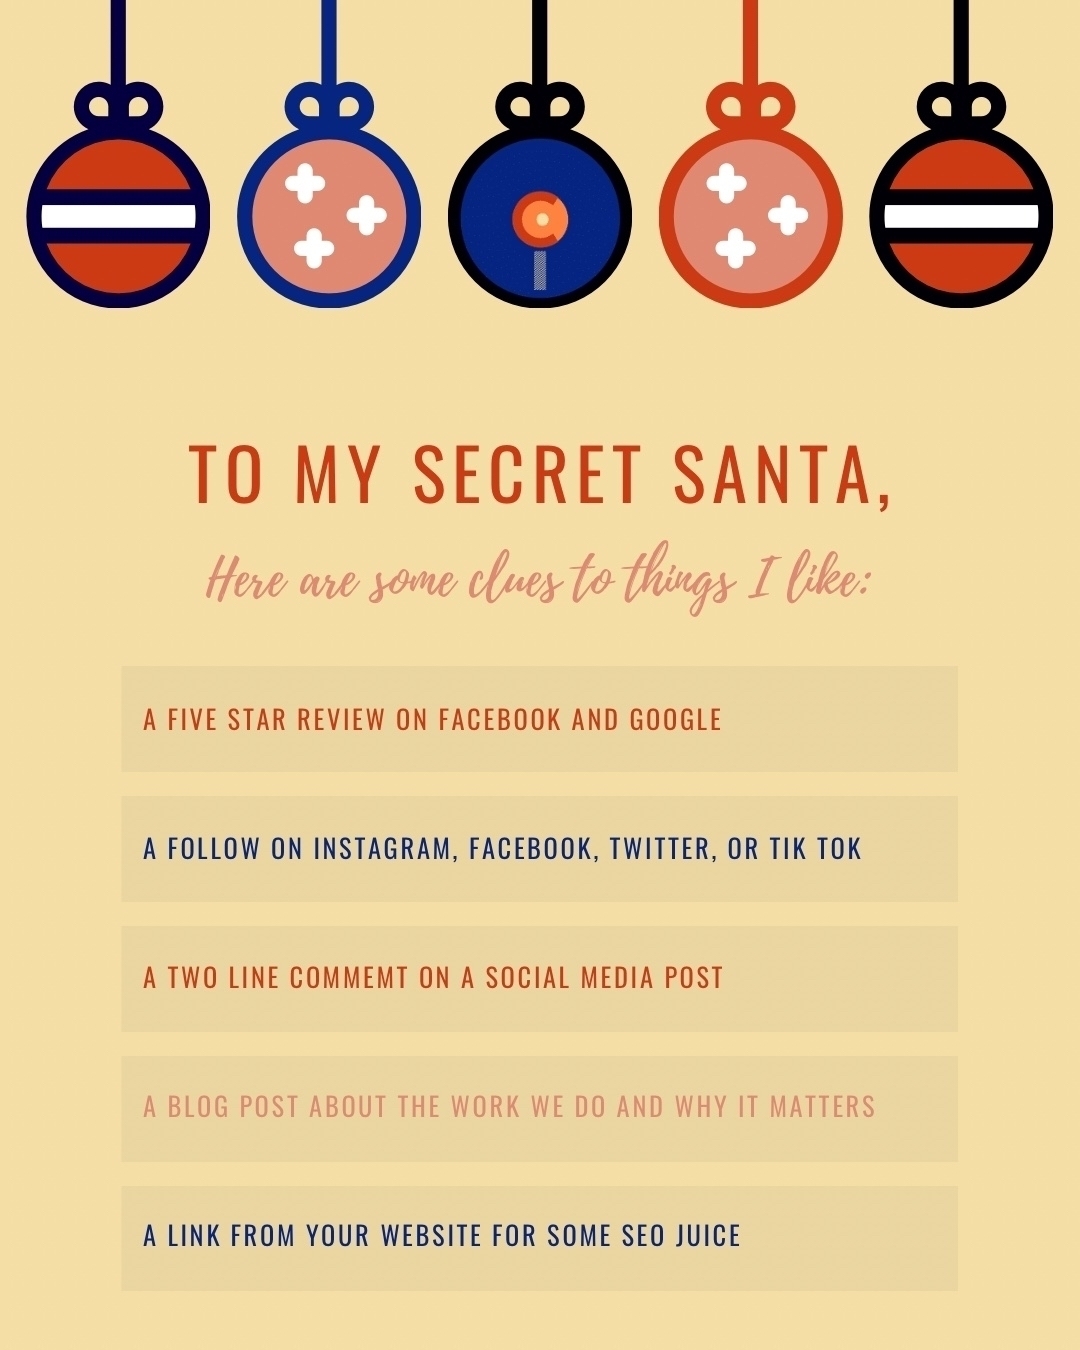 TO MY SECRET SANTA,
Here are some clues to things I like:
A FIVE STAR REVIEW ON FACEBOOK AND GOOGLE
A FOLLOW ON INSTAGRAM, FACEBOOK, TWITTER, OR TIK TOK
A TWO LINE COMMEMT ON A SOCIAL MEDIA POST
A BLOG POST ABOUT THE WORK WE DO AND WHY IT MATTERS
A LINK FROM YOUR WEBSITE FOR SOME SEO JUICE